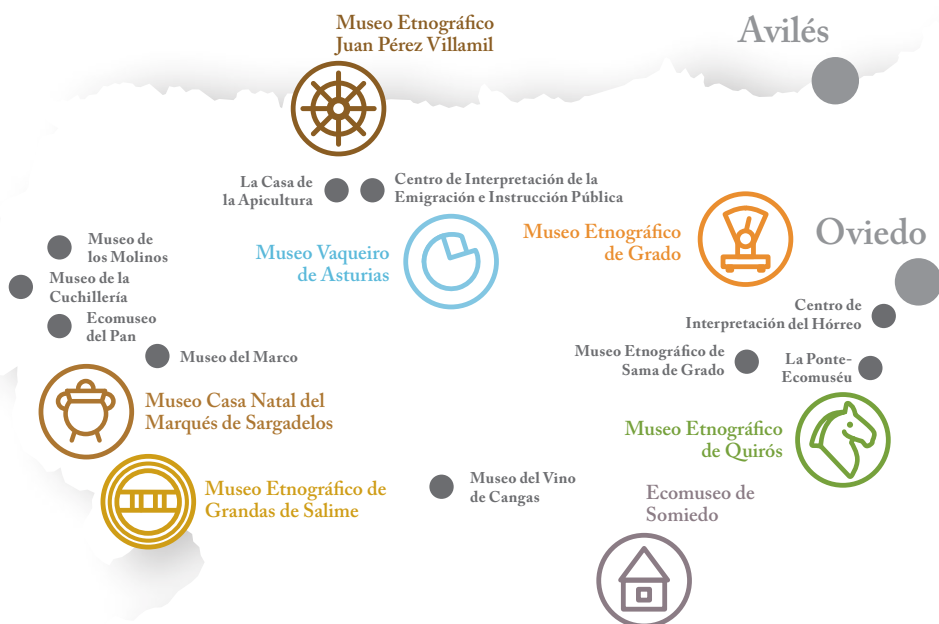 Museo Etnográfico
Juan Pérez Villamil
Avilés
La Casa de
la Apicultura
Centro de Interpretación de la
Emigración e Instrucción Pública
Museo Vaqueiro
de Asturias
Museo Etnográfico
de Grado
Oviedo
Museo de
los Molinos
Museo de la
Cuchillería
Ecomuseo
del Pan
Museo del Marco
Centro de
Interpretación del Hórreo
Museo Etnográfico de
Sama de Grado
La Ponte-
Ecomuséu
Museo Casa Natal del
Marqués de Sargadelos
Museo Etnográfico
de Quirós
Museo Etnográfico de
Grandas de Salime
Museo del Vino
de Cangas
Ecomuseo de
Somiedo